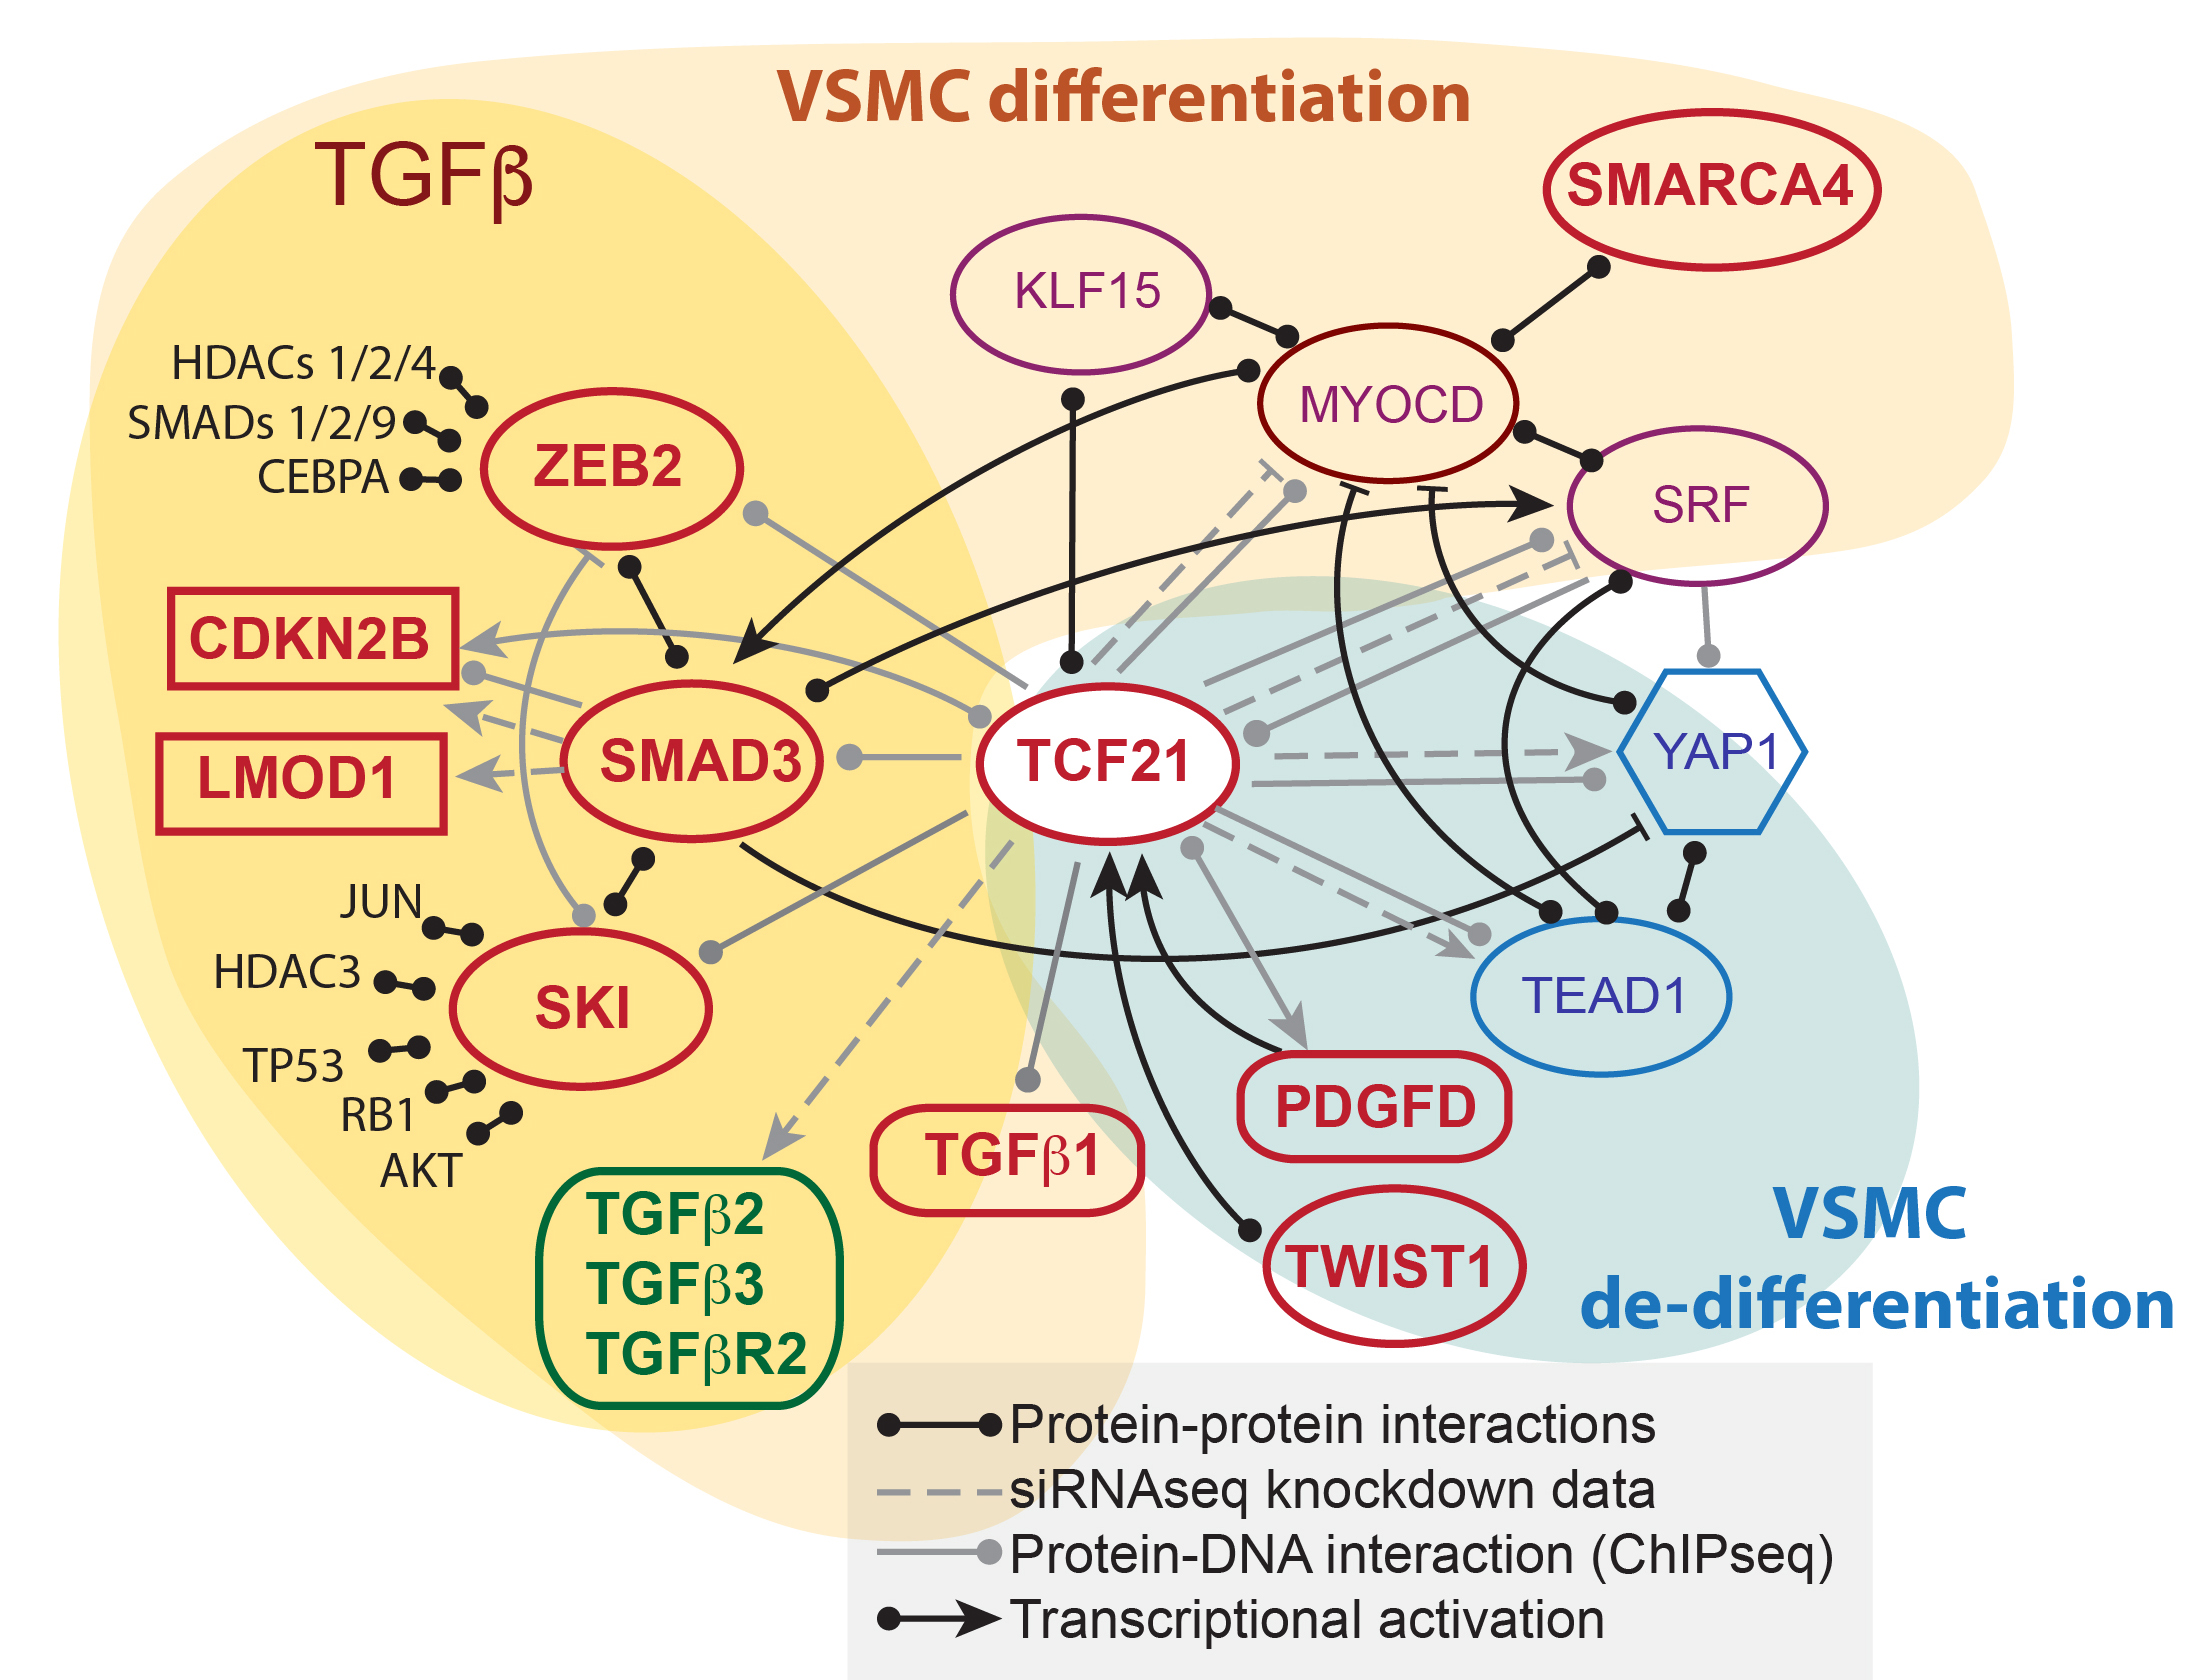 VSMC differentiation
TGFβ
SMARCA4
KLF15
MYOCD
HDACs 1/2/4
SMADs 1/2/9
CEBPA
ZEB2
SRF
CDKN2B
LMOD1
SMAD3
TCF21
YAP1
JUN
HDAC3
TP53
RB1
AKT
SKI
TEAD1
PDGFD
TGFβ1
TWIST1
TGFβ2
TGFβ3
TGFβR2
VSMC
de-differentiation
Protein-protein interactions
siRNAseq knockdown data
Protein-DNA interaction (ChIPseq)
Transcriptional activation